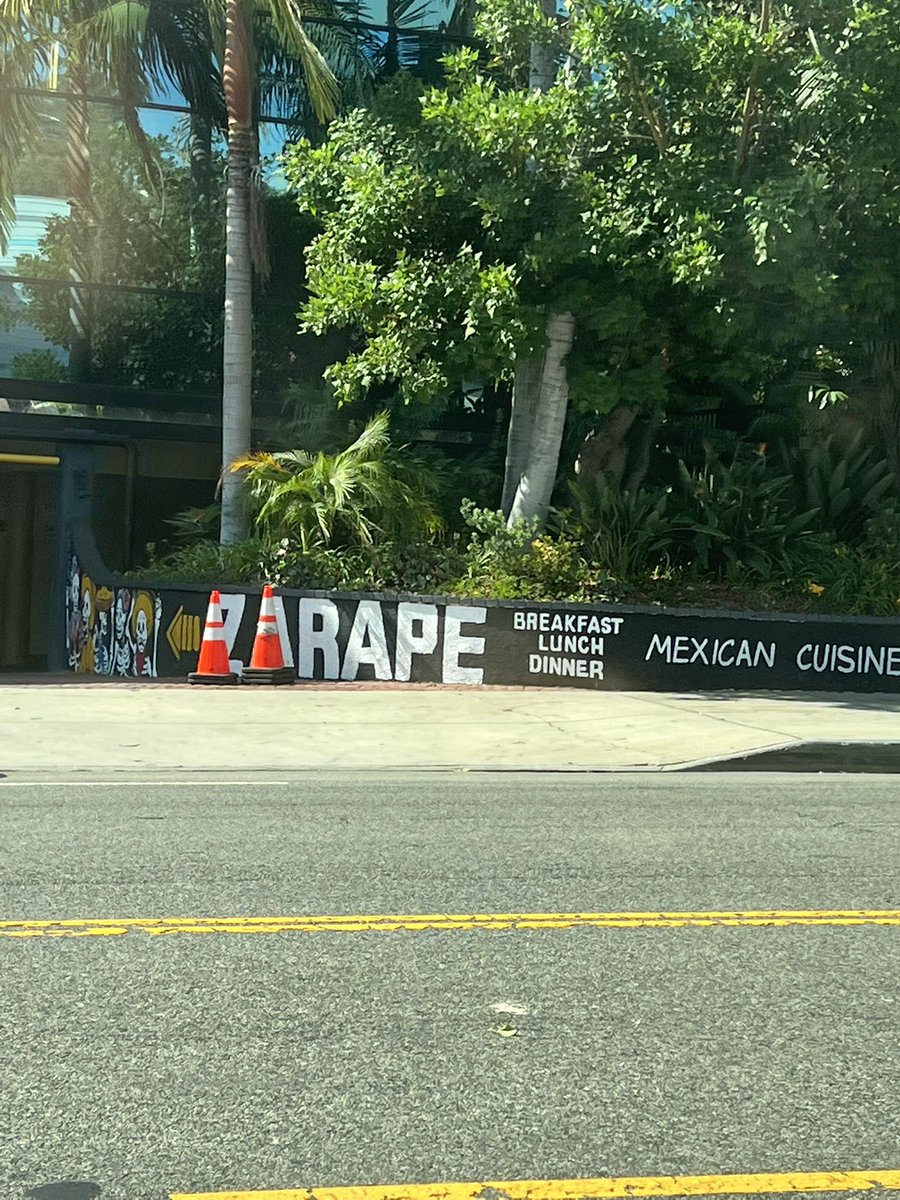 ZARAPE
BREAKFAST
LUNCH
DINNER
MEXICAN CUISINE